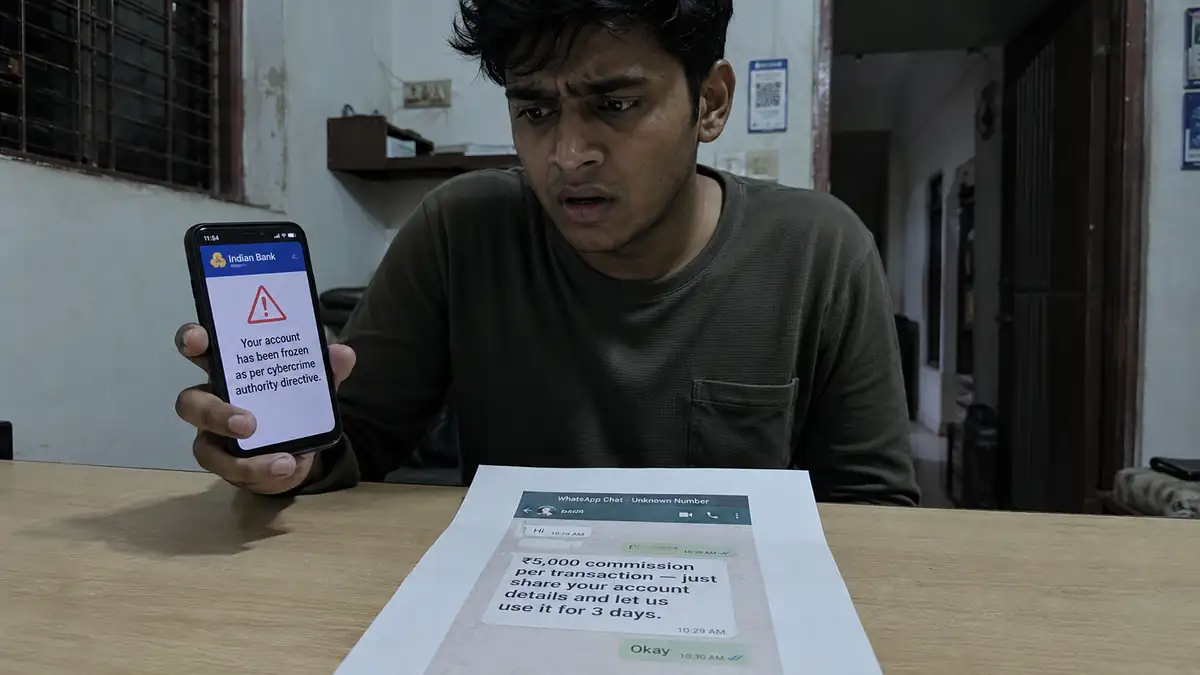 11:54
Indian Bank
Your account
has been frozen
as per cybercrime
authority directive.
WhatsApp Chat - Unknown Number
Hi
10:29 AM
₹5,000 commission
per transaction — just
share your account
details and let us
use it for 3 days.
10:29 AM
Okay 10:30 AM